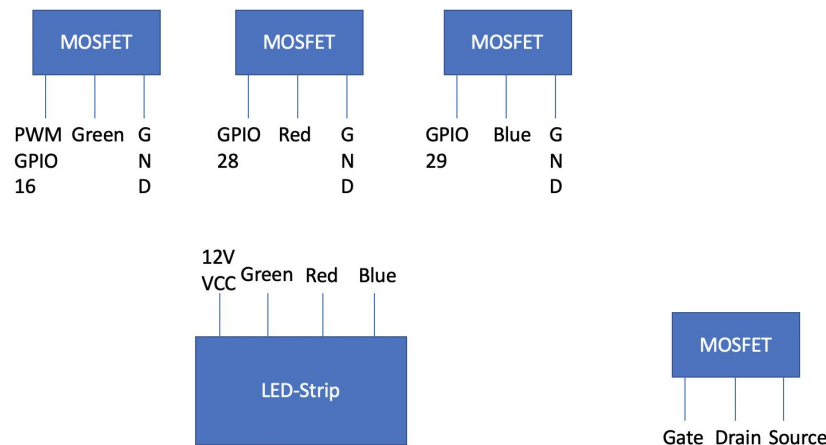 MOSFET MOSFET MOSFET
PWM Green G GPIO Red G GPIO Blue G
GPIO N 28 N 29 N
16 D D D
12V
VCC Green Red Blue
MOSFET
LED-Strip
Gate Drain Source